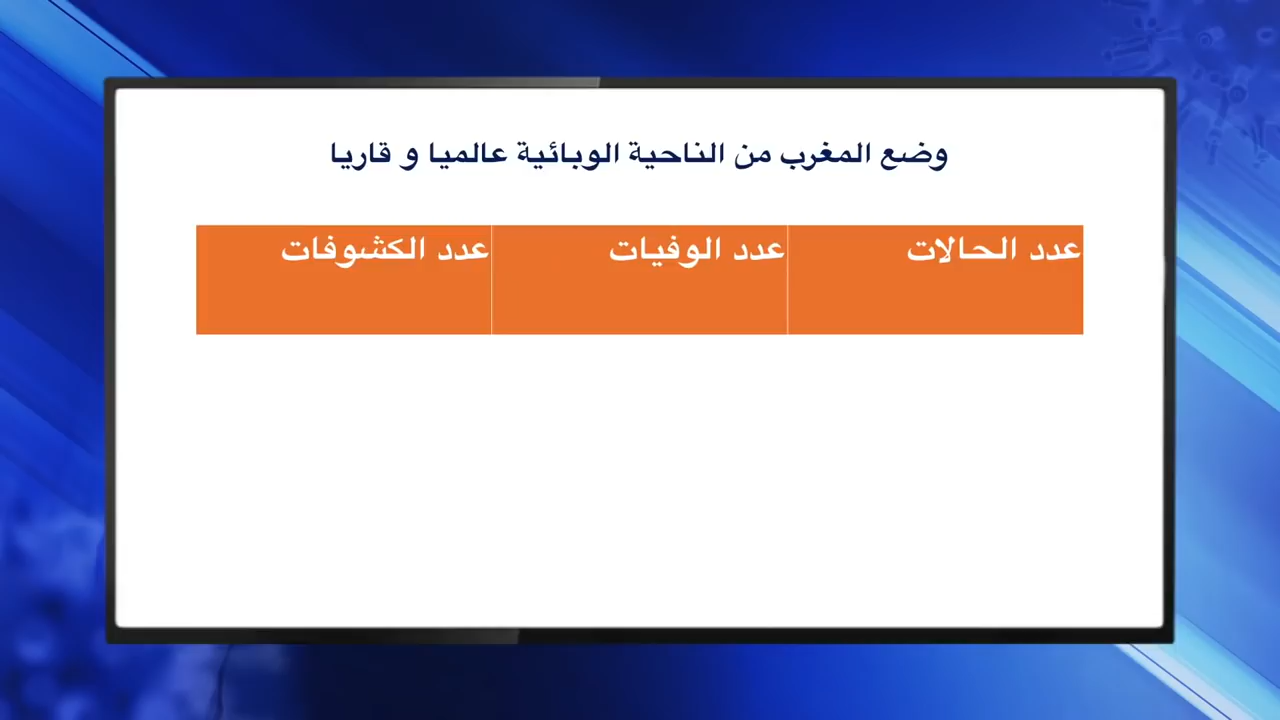 وضع المغرب من الناحية الوبائية عالميا و قاريا
عدد الحالات
عدد الوفيات
عدد الكشوفات